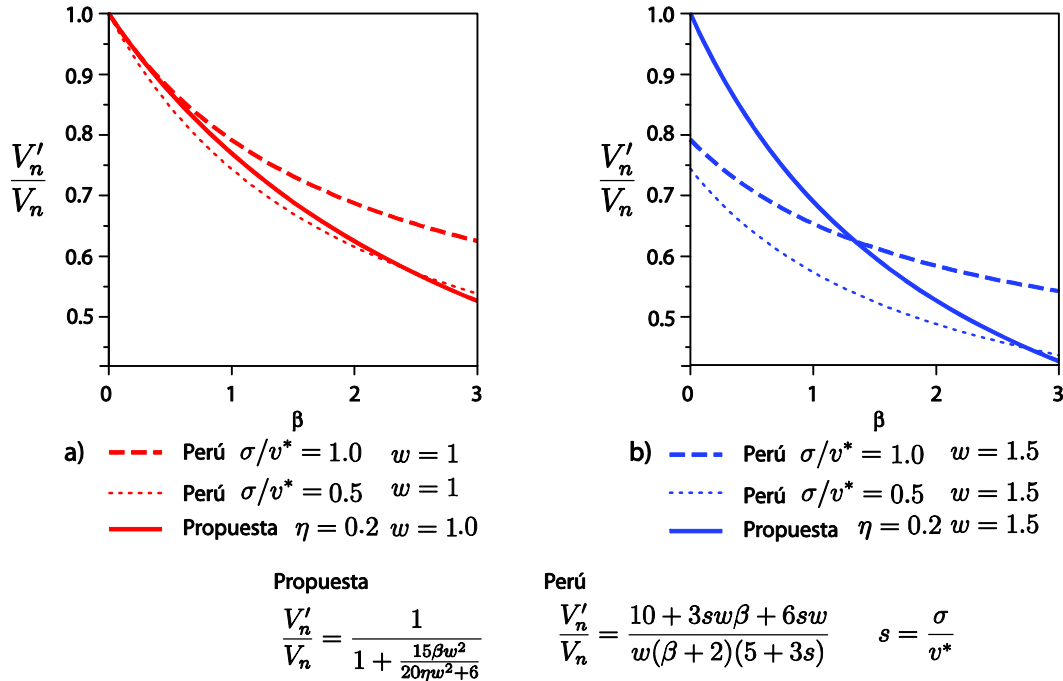 1.0
0.9
0.8
0.7
0.6
0.5
V′ₙ/Vₙ
0 1 2 3
β
a)
Perú σ/v* = 1.0 w = 1
Perú σ/v* = 0.5 w = 1
Propuesta η = 0.2 w = 1.0
1.0
0.9
0.8
0.7
0.6
0.5
V′ₙ/Vₙ
0 1 2 3
β
b)
Perú σ/v* = 1.0 w = 1.5
Perú σ/v* = 0.5 w = 1.5
Propuesta η = 0.2 w = 1.5
Propuesta
V′ₙ/Vₙ = 1/(1 + 15βw²/(20ηw²+6))
Perú
V′ₙ/Vₙ = (10 + 3swβ + 6sw)/(w(β + 2)(5 + 3s))
s = σ/v*